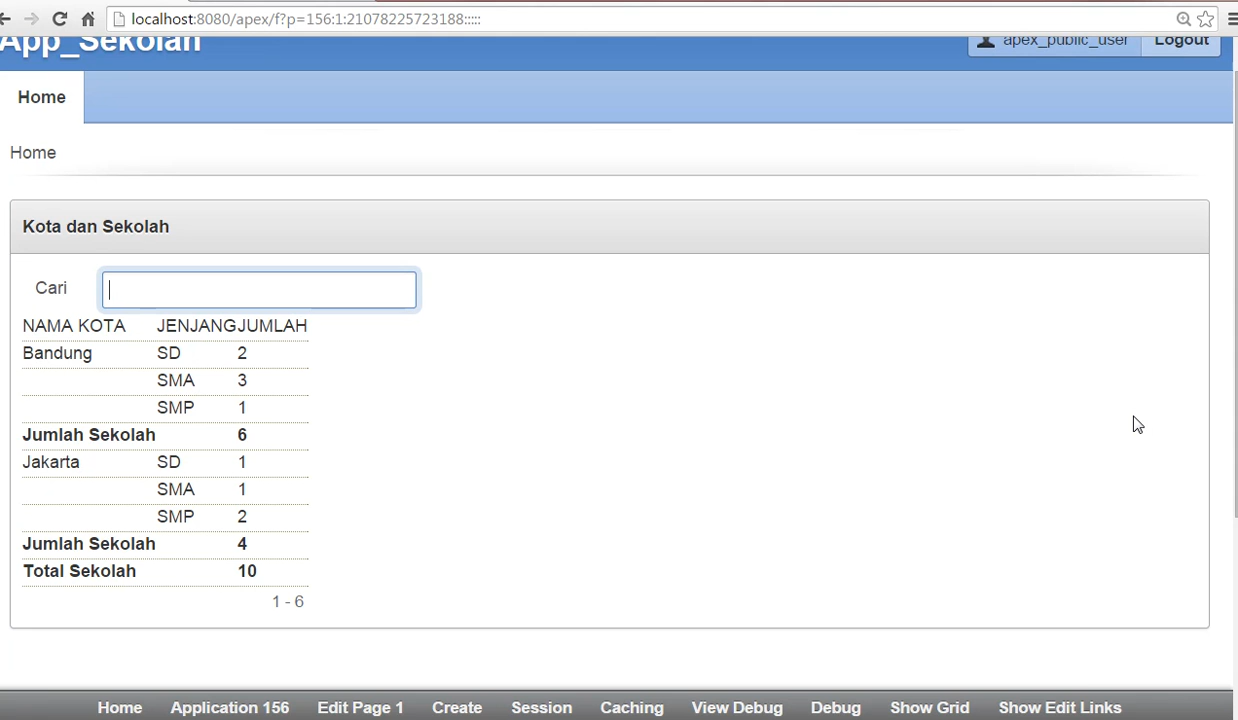 localhost:8080/apex/f?p=156:1:21078225723188:::::
App_Sekolah
apex_public_user Logout
Home
Home
Kota dan Sekolah
Cari
NAMA KOTA JENJANG JUMLAH
Bandung SD 2
SMA 3
SMP 1
Jumlah Sekolah 6
Jakarta SD 1
SMA 1
SMP 2
Jumlah Sekolah 4
Total Sekolah 10
1 - 6
Home Application 156 Edit Page 1 Create Session Caching View Debug Debug Show Grid Show Edit Links